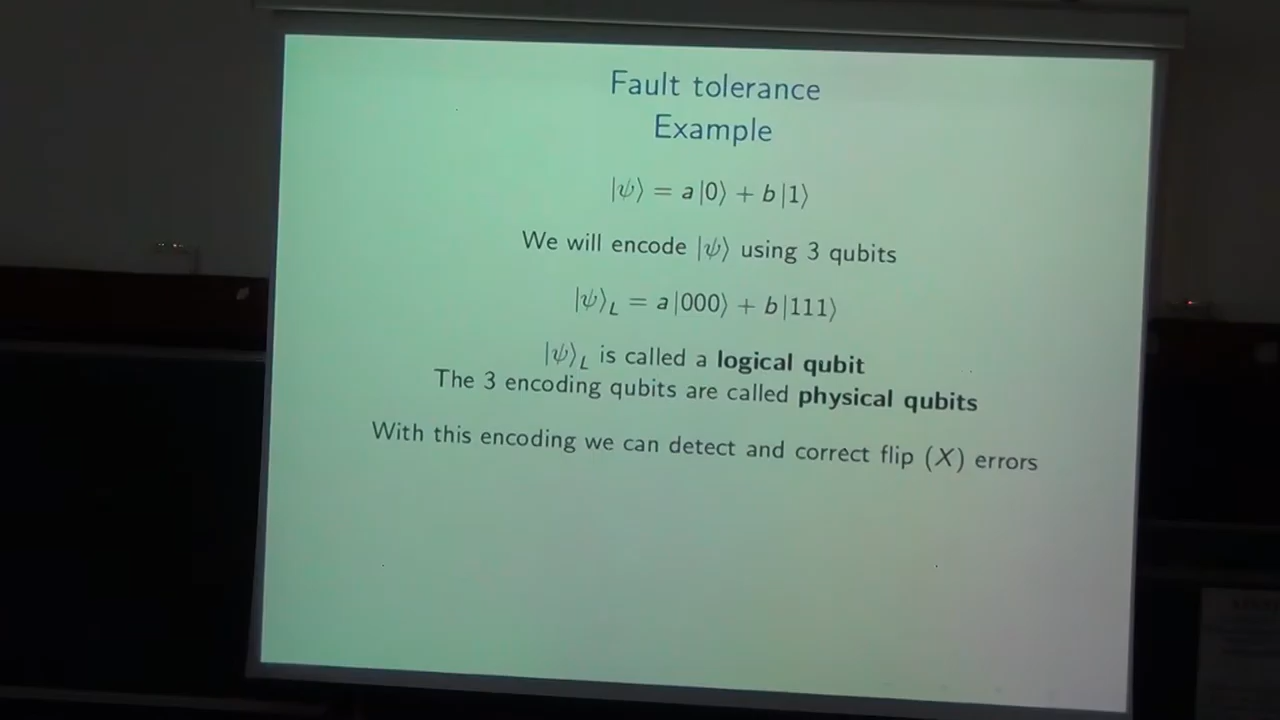 Fault tolerance
Example
|ψ⟩ = a|0⟩ + b|1⟩
We will encode |ψ⟩ using 3 qubits
|ψ⟩_L = a|000⟩ + b|111⟩
|ψ⟩_L is called a logical qubit
The 3 encoding qubits are called physical qubits
With this encoding we can detect and correct flip (X) errors